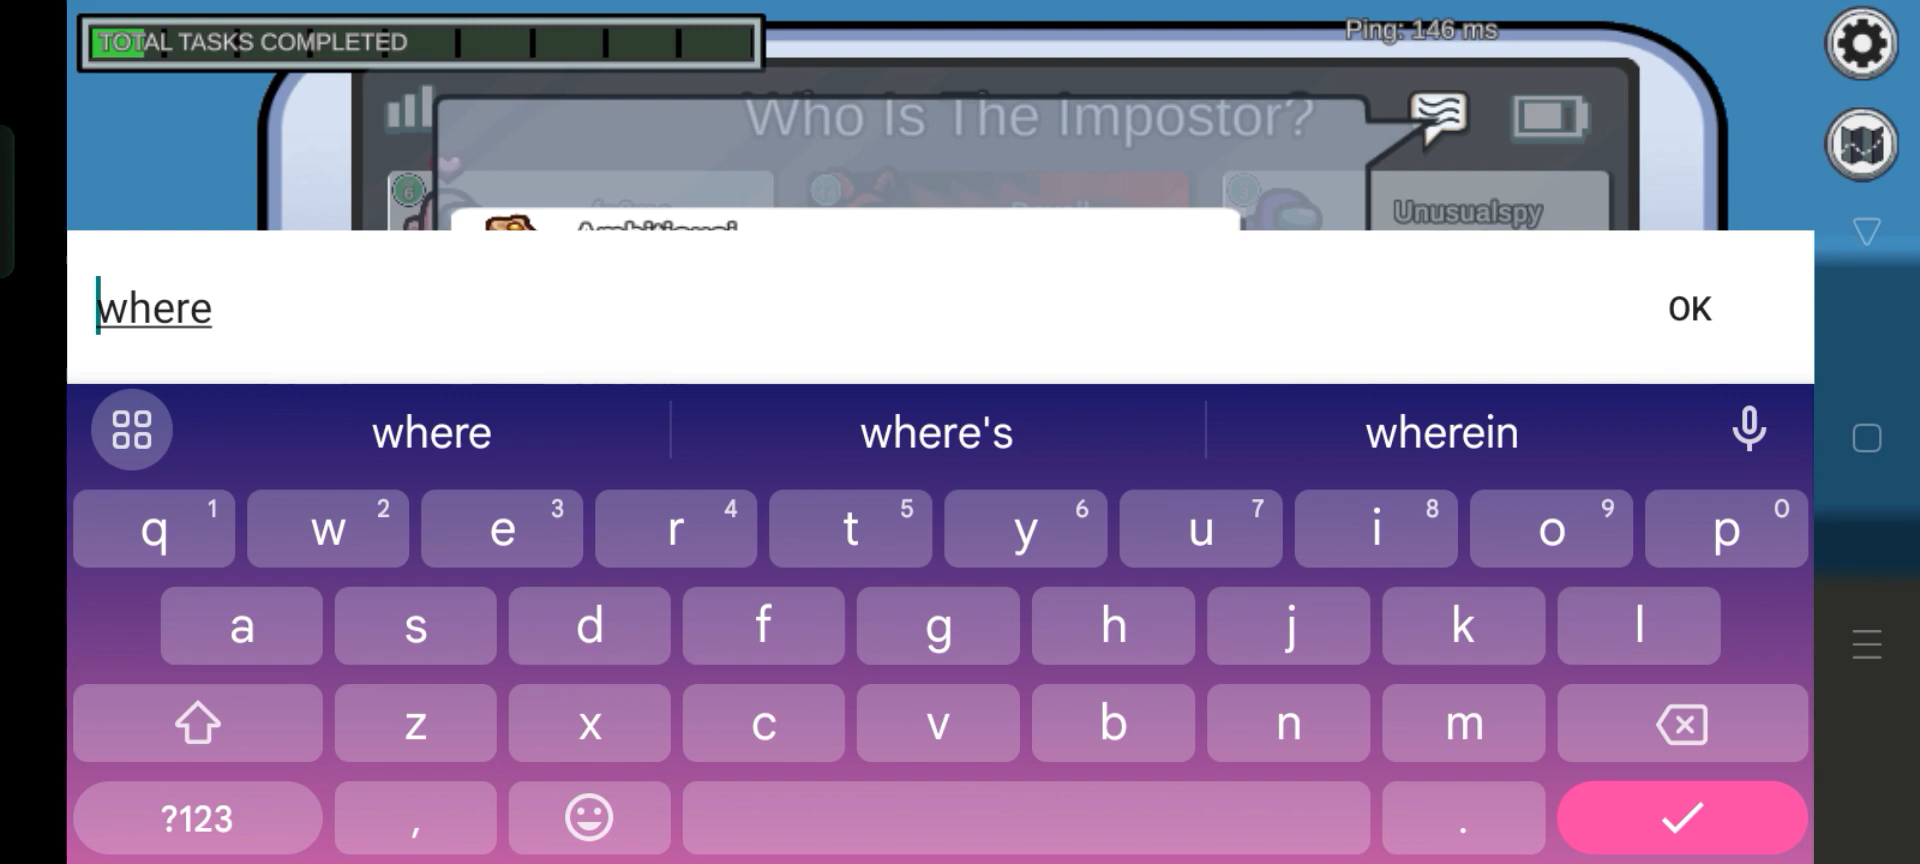 TOTAL TASKS COMPLETED
Ping: 146 ms
Who Is The Impostor?
6
Unusualspy
where
OK
where
where's
wherein
q 1 w 2 e 3 r 4 t 5 y 6 u 7 i 8 o 9 p 0
a s d f g h j k l
z x c v b n m
?123 , .